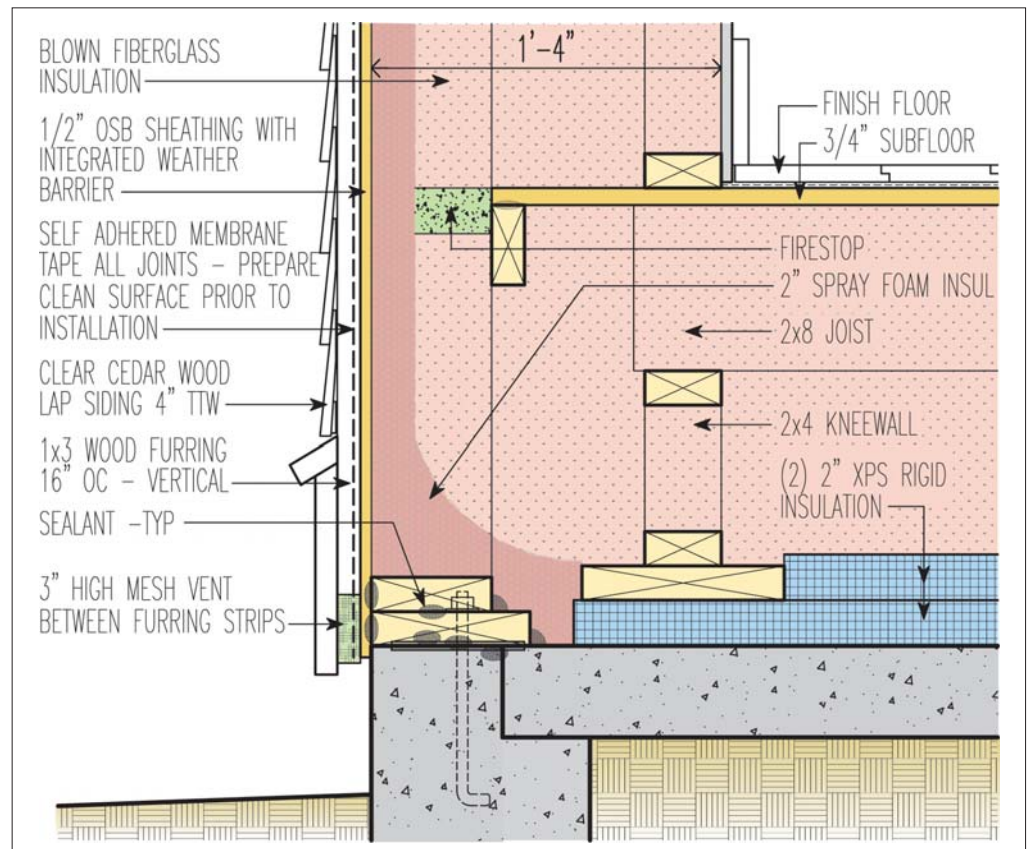 BLOWN FIBERGLASS
INSULATION
1/2" OSB SHEATHING WITH
INTEGRATED WEATHER
BARRIER
SELF ADHERED MEMBRANE
TAPE ALL JOINTS - PREPARE
CLEAN SURFACE PRIOR TO
INSTALLATION
CLEAR CEDAR WOOD
LAP SIDING 4" TTW
1x3 WOOD FURRING
16" OC - VERTICAL
SEALANT -TYP
3" HIGH MESH VENT
BETWEEN FURRING STRIPS
1'-4"
FINISH FLOOR
3/4" SUBFLOOR
FIRESTOP
2" SPRAY FOAM INSUL
2x8 JOIST
2x4 KNEEWALL
(2) 2" XPS RIGID
INSULATION